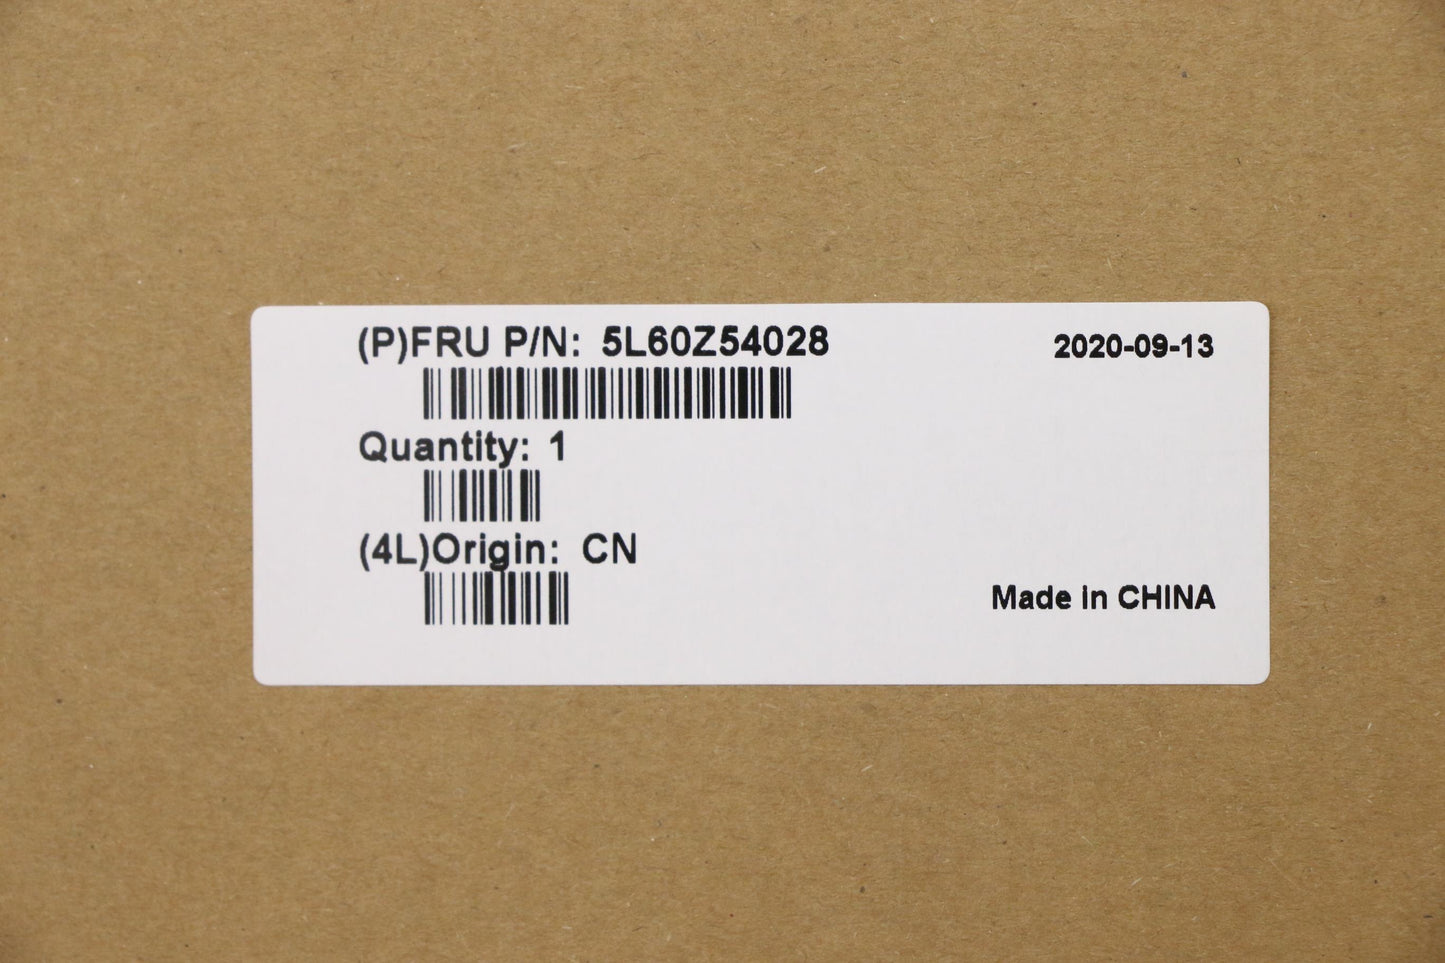 (P)FRU P/N: 5L60Z54028
2020-09-13
Quantity: 1
(4L)Origin: CN
Made in CHINA